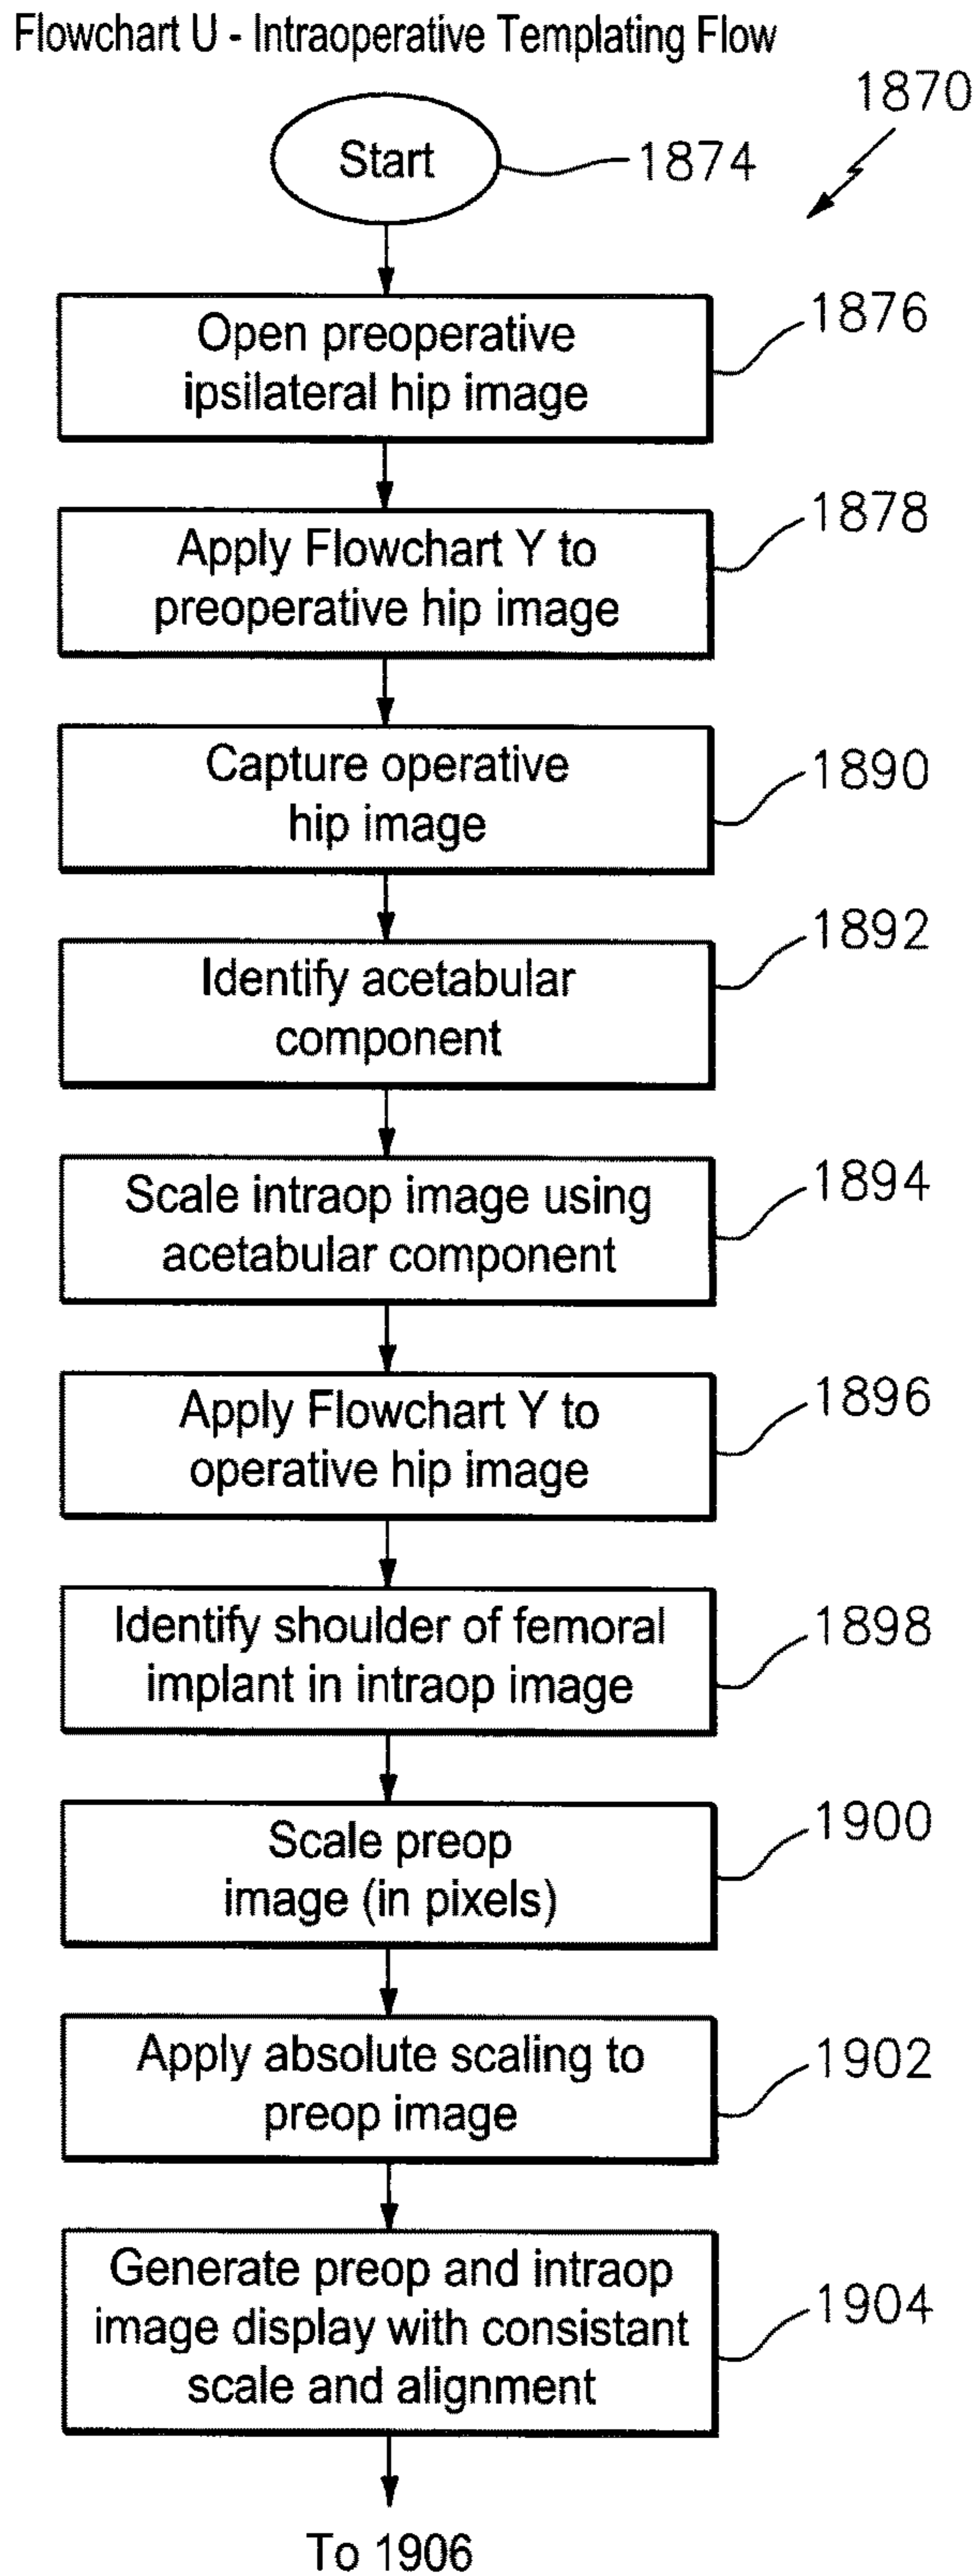 Flowchart U - Intraoperative Templating Flow
1870
Start
1874
Open preoperative
ipsilateral hip image
1876
Apply Flowchart Y to
preoperative hip image
1878
Capture operative
hip image
1890
Identify acetabular
component
1892
Scale intraop image using
acetabular component
1894
Apply Flowchart Y to
operative hip image
1896
Identify shoulder of femoral
implant in intraop image
1898
Scale preop
image (in pixels)
1900
Apply absolute scaling to
preop image
1902
Generate preop and intraop
image display with consistant
scale and alignment
1904
To 1906